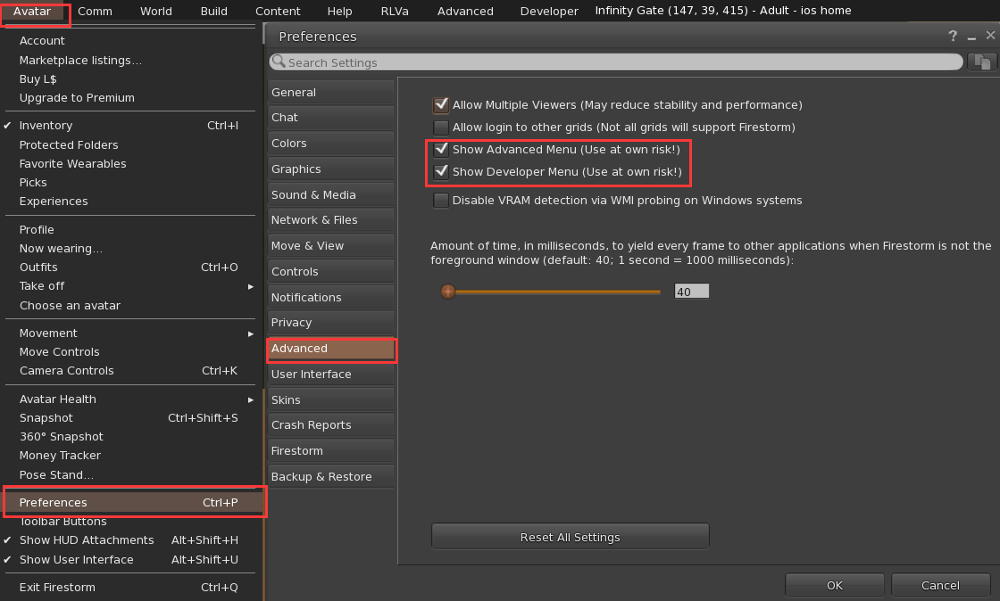 Avatar Comm World Build Content Help RLVa Advanced Developer Infinity Gate (147, 39, 415) - Adult - ios home
Account
Marketplace listings...
Buy L$
Upgrade to Premium
Inventory Ctrl+I
Protected Folders
Favorite Wearables
Picks
Experiences
Profile
Now wearing...
Outfits Ctrl+O
Take off
Choose an avatar
Movement
Move Controls
Camera Controls Ctrl+K
Avatar Health
Snapshot Ctrl+Shift+S
360° Snapshot
Money Tracker
Pose Stand...
Preferences Ctrl+P
Toolbar Buttons
Show HUD Attachments Alt+Shift+H
Show User Interface Alt+Shift+U
Exit Firestorm Ctrl+Q
Preferences
Search Settings
General
Chat
Colors
Graphics
Sound & Media
Network & Files
Move & View
Controls
Notifications
Privacy
Advanced
User Interface
Skins
Crash Reports
Firestorm
Backup & Restore
Allow Multiple Viewers (May reduce stability and performance)
Allow login to other grids (Not all grids will support Firestorm)
Show Advanced Menu (Use at own risk!)
Show Developer Menu (Use at own risk!)
Disable VRAM detection via WMI probing on Windows systems
Amount of time, in milliseconds, to yield every frame to other applications when Firestorm is not the
foreground window (default: 40; 1 second = 1000 milliseconds):
40
Reset All Settings
OK Cancel